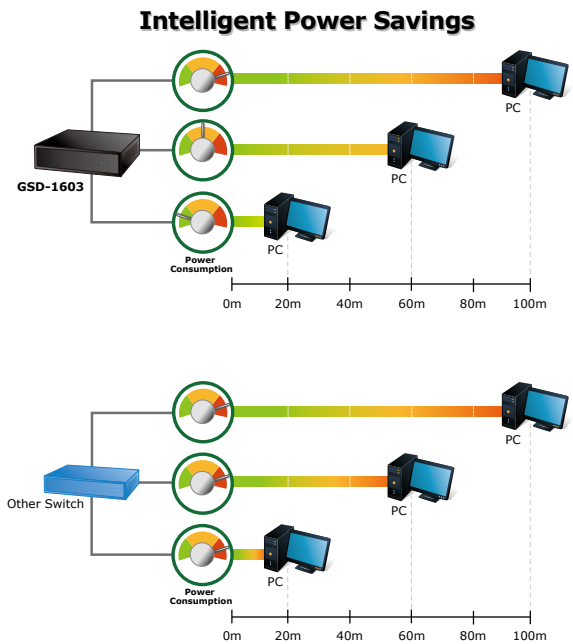 Intelligent Power Savings
PC
PC
GSD-1603
PC
Power
Consumption
0m 20m 40m 60m 80m 100m
PC
Other Switch
PC
PC
Power
Consumption
0m 20m 40m 60m 80m 100m